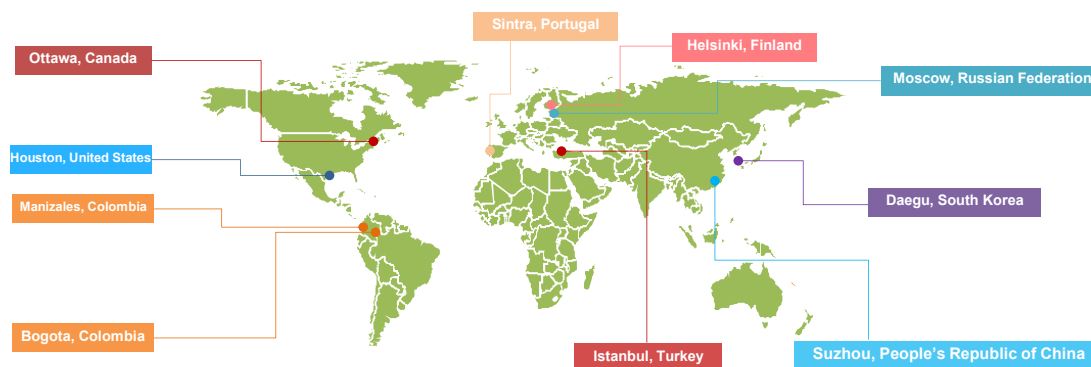 Sintra, Portugal
Helsinki, Finland
Ottawa, Canada
Moscow, Russian Federation
Houston, United States
Manizales, Colombia
Daegu, South Korea
Bogota, Colombia
Istanbul, Turkey
Suzhou, People’s Republic of China